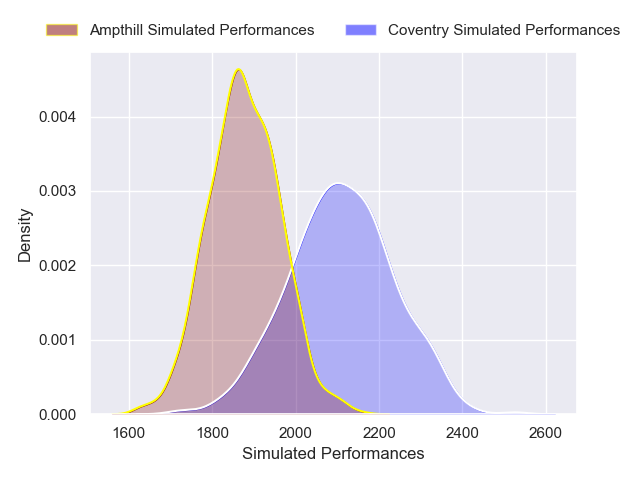 Ampthill Simulated Performances
Coventry Simulated Performances
0.004
0.003
0.002
0.001
0.000
Density
1600 1800 2000 2200 2400 2600
Simulated Performances